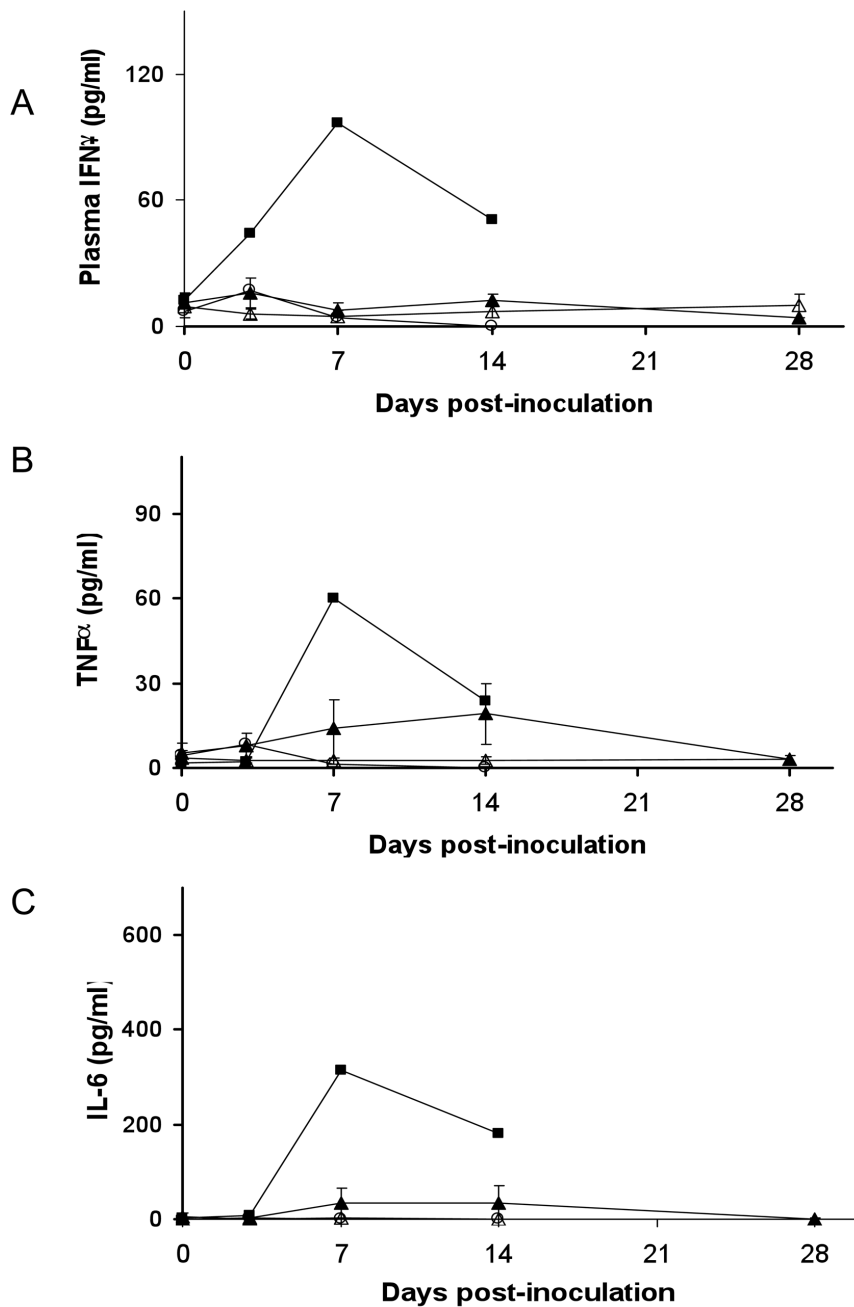 A
Plasma IFNγ (pg/ml)
120
60
0
0 7 14 21 28
Days post-inoculation
B
TNFα (pg/ml)
90
60
30
0
0 7 14 21 28
Days post-inoculation
C
IL-6 (pg/ml)
600
400
200
0
0 7 14 21 28
Days post-inoculation